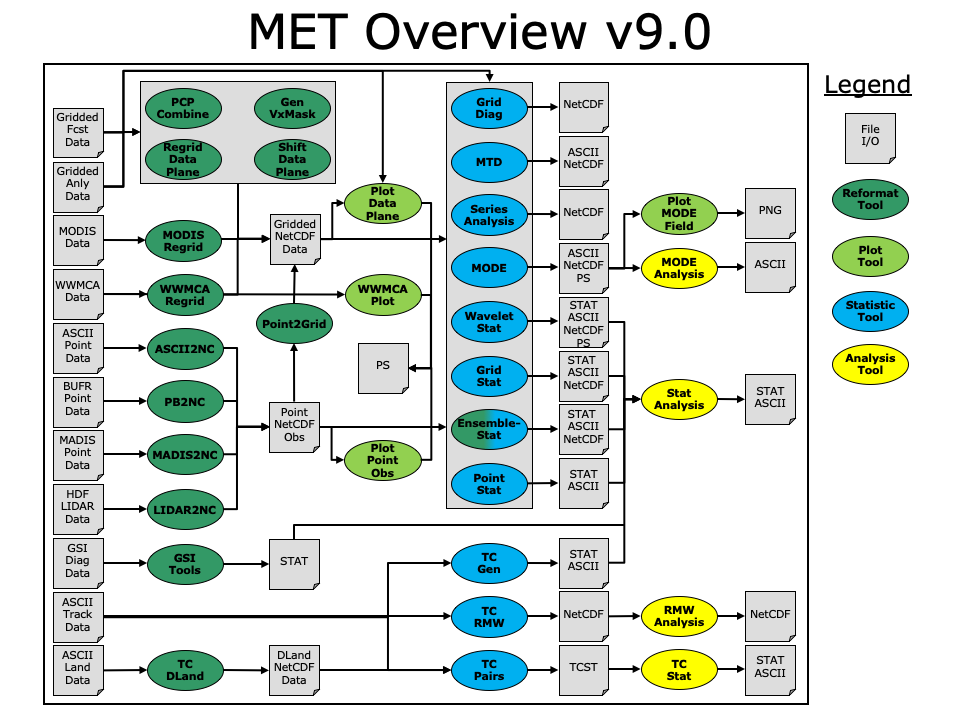 MET Overview v9.0
Legend
File
I/O
Reformat
Tool
Plot
Tool
Statistic
Tool
Analysis
Tool
Gridded
Fcst
Data
Gridded
Anly
Data
MODIS
Data
WWMCA
Data
ASCII
Point
Data
BUFR
Point
Data
MADIS
Point
Data
HDF
LIDAR
Data
GSI
Diag
Data
ASCII
Track
Data
ASCII
Land
Data
PCP
Combine
Gen
VxMask
Regrid
Data
Plane
Shift
Data
Plane
MODIS
Regrid
WWMCA
Regrid
ASCII2NC
PB2NC
MADIS2NC
LIDAR2NC
GSI
Tools
TC
DLand
Gridded
NetCDF
Data
Point2Grid
Point
NetCDF
Obs
STAT
DLand
NetCDF
Data
Plot
Data
Plane
WWMCA
Plot
PS
Plot
Point
Obs
Grid
Diag
MTD
Series
Analysis
MODE
Wavelet
Stat
Grid
Stat
Ensemble-
Stat
Point
Stat
TC
Gen
TC
RMW
TC
Pairs
NetCDF
ASCII
NetCDF
NetCDF
ASCII
NetCDF
PS
STAT
ASCII
NetCDF
PS
STAT
ASCII
NetCDF
STAT
ASCII
NetCDF
STAT
ASCII
STAT
ASCII
NetCDF
TCST
Plot
MODE
Field
MODE
Analysis
Stat
Analysis
RMW
Analysis
TC
Stat
PNG
ASCII
STAT
ASCII
NetCDF
STAT
ASCII